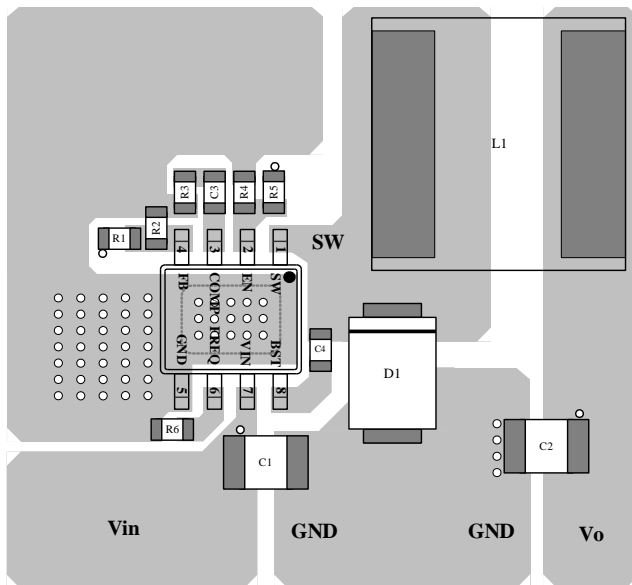 L1
R3
C3
R4
R5
R2
R1
SW
4
3
2
1
FB
COMP
EN
SW
GND
FREQ
VIN
BST
C4
D1
5
6
7
8
R6
C1
C2
Vin
GND
GND
Vo